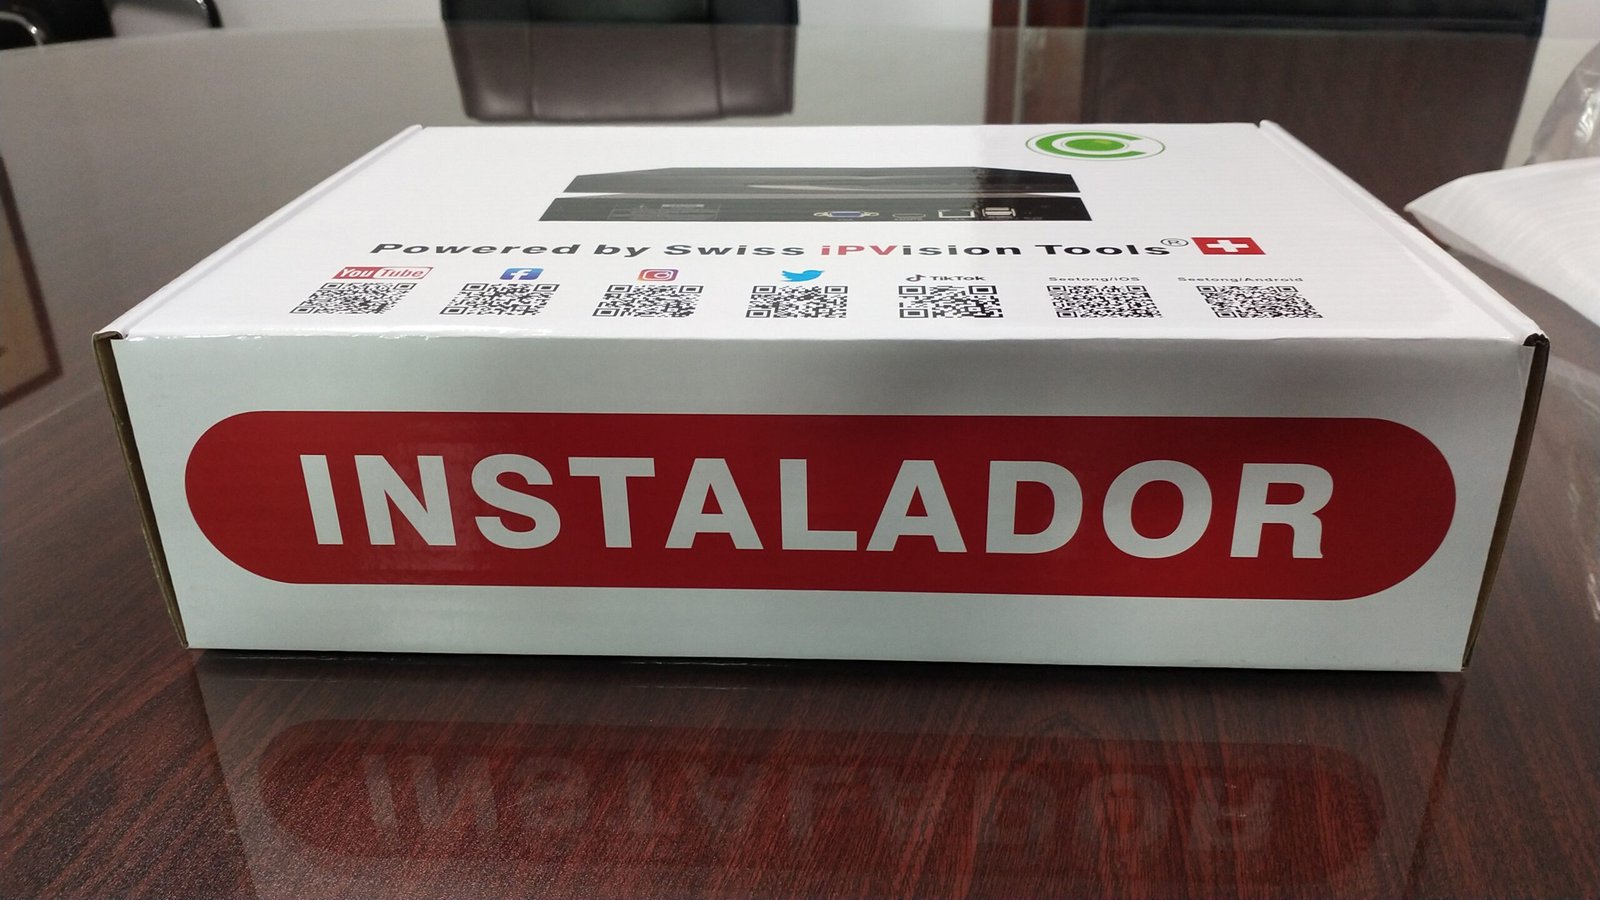 Powered by Swiss iPVision Tools®
YouTube
TikTok
Seetong/iOS
Seetong/Android
INSTALADOR